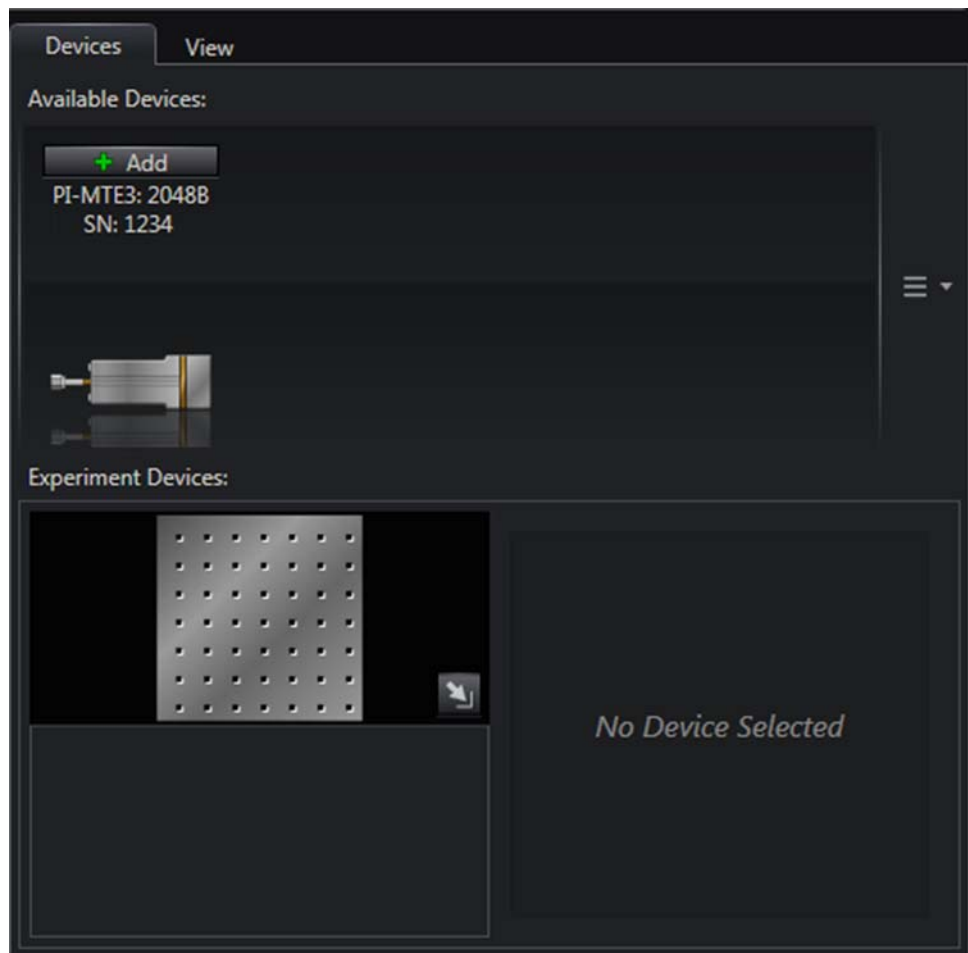 Devices
View
Available Devices:
Add
PI-MTE3: 2048B
SN: 1234
Experiment Devices:
No Device Selected